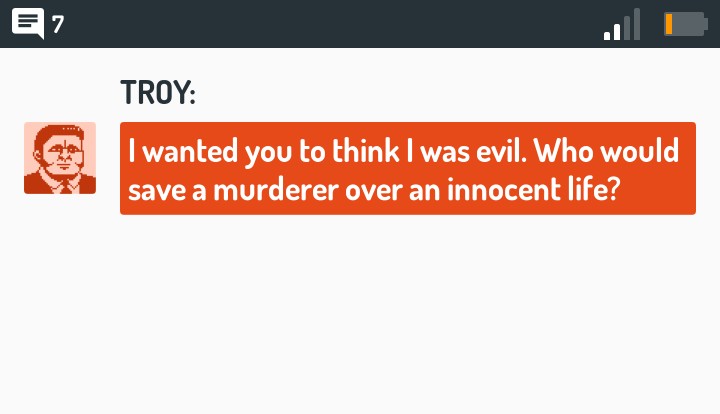 7
TROY:
I wanted you to think I was evil. Who would
save a murderer over an innocent life?